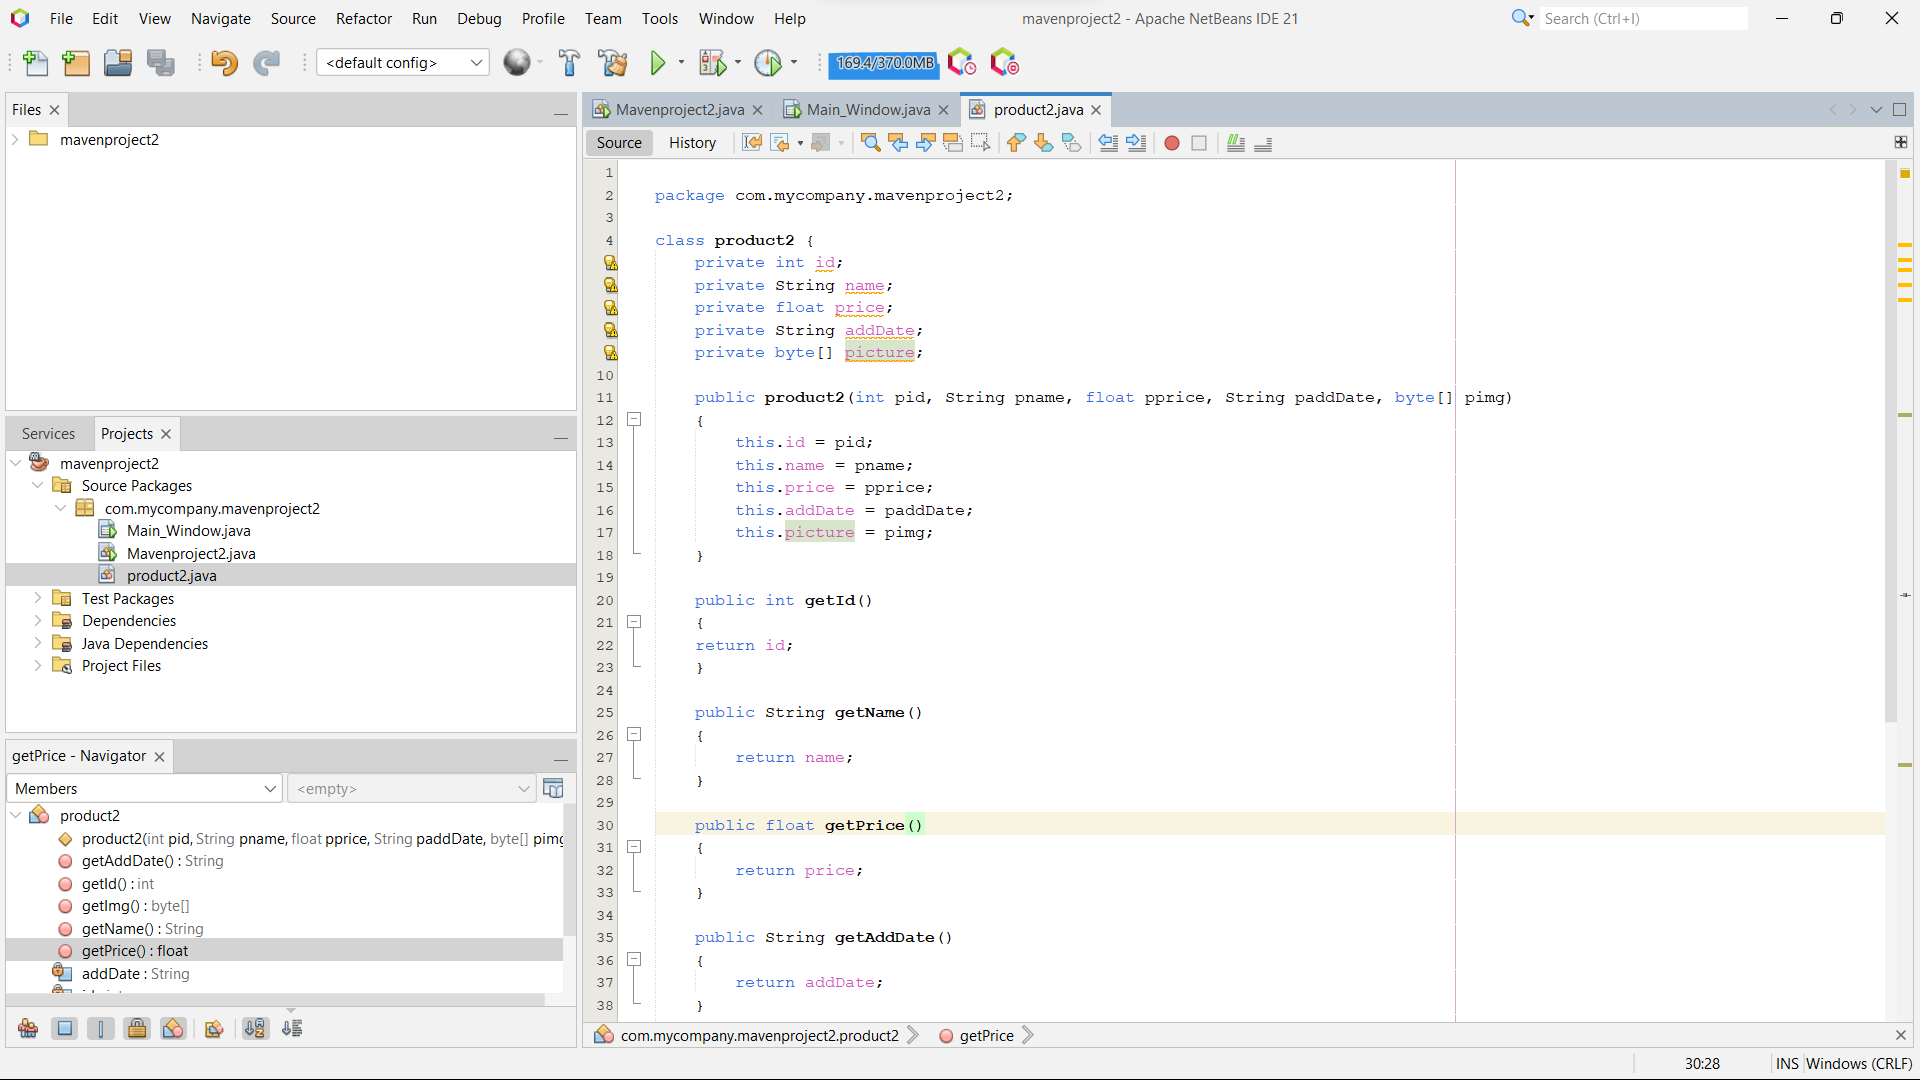 File Edit View Navigate Source Refactor Run Debug Profile Team Tools Window Help
mavenproject2 - Apache NetBeans IDE 21
Search (Ctrl+I)
<default config>
169.4/370.0MB
Files
mavenproject2
Services Projects
mavenproject2
Source Packages
com.mycompany.mavenproject2
Main_Window.java
Mavenproject2.java
product2.java
Test Packages
Dependencies
Java Dependencies
Project Files
getPrice - Navigator
Members
<empty>
product2
product2(int pid, String pname, float pprice, String paddDate, byte[] pimg
getAddDate() : String
getId() : int
getImg() : byte[]
getName() : String
getPrice() : float
addDate : String
Mavenproject2.java Main_Window.java product2.java
Source History
1
2 package com.mycompany.mavenproject2;
3
4 class product2 {
private int id;
private String name;
private float price;
private String addDate;
private byte[] picture;
10
11 public product2(int pid, String pname, float pprice, String paddDate, byte[] pimg)
12 {
13 this.id = pid;
14 this.name = pname;
15 this.price = pprice;
16 this.addDate = paddDate;
17 this.picture = pimg;
18 }
19
20 public int getId()
21 {
22 return id;
23 }
24
25 public String getName()
26 {
27 return name;
28 }
29
30 public float getPrice()
31 {
32 return price;
33 }
34
35 public String getAddDate()
36 {
37 return addDate;
38 }
com.mycompany.mavenproject2.product2 getPrice
30:28 INS Windows (CRLF)